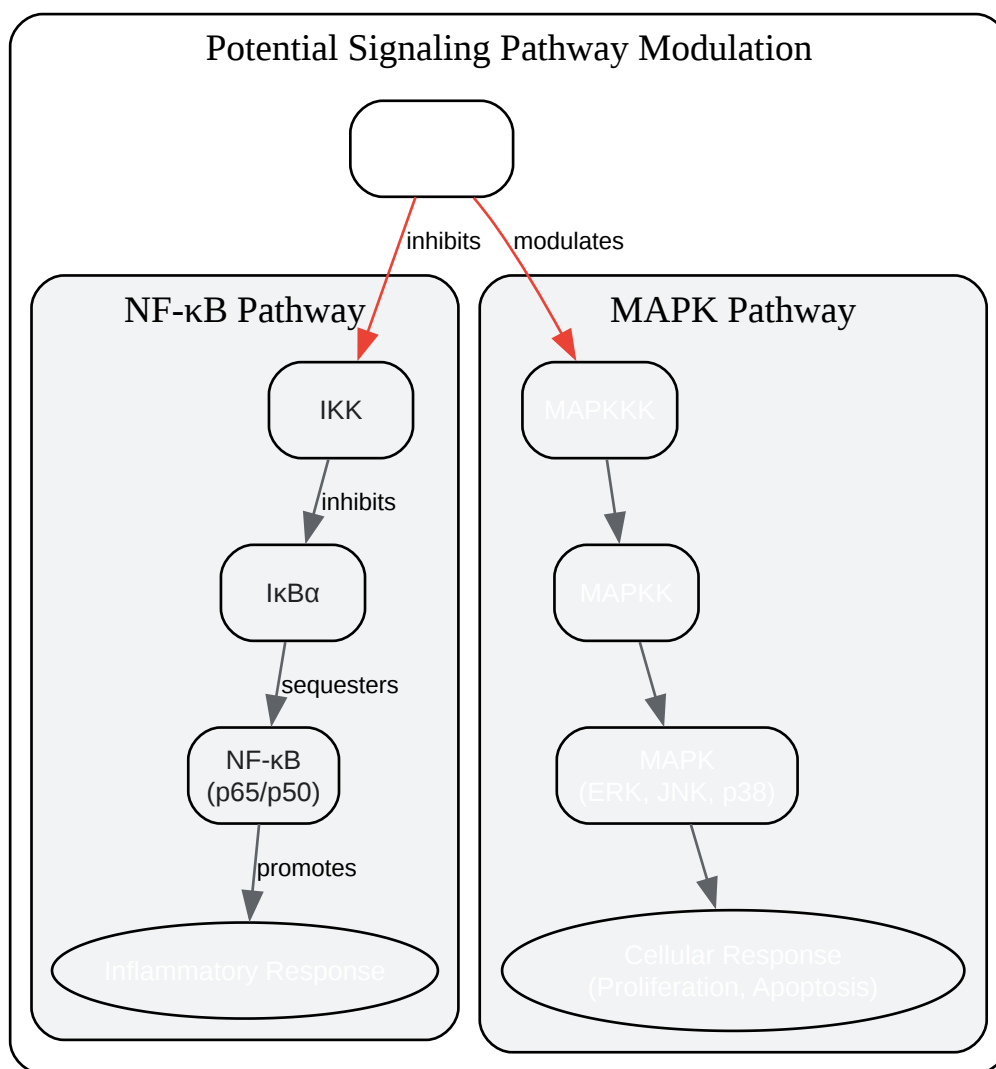 Potential Signaling Pathway Modulation
inhibits
modulates
NF-κB Pathway
MAPK Pathway
IKK
MAPKKK
inhibits
IκBα
MAPKK
sequesters
NF-κB
(p65/p50)
MAPK
(ERK, JNK, p38)
promotes
Inflammatory Response
Cellular Response
(Proliferation, Apoptosis)